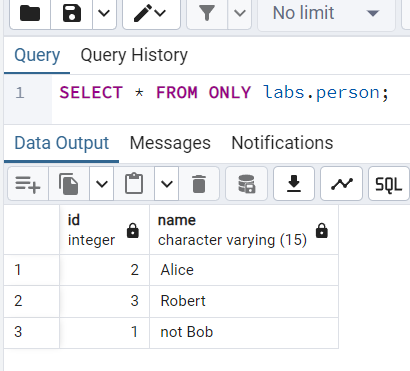 No limit
Query Query History
1 SELECT * FROM ONLY labs.person;
Data Output Messages Notifications
SQL
id name
integer character varying (15)
1 2 Alice
2 3 Robert
3 1 not Bob